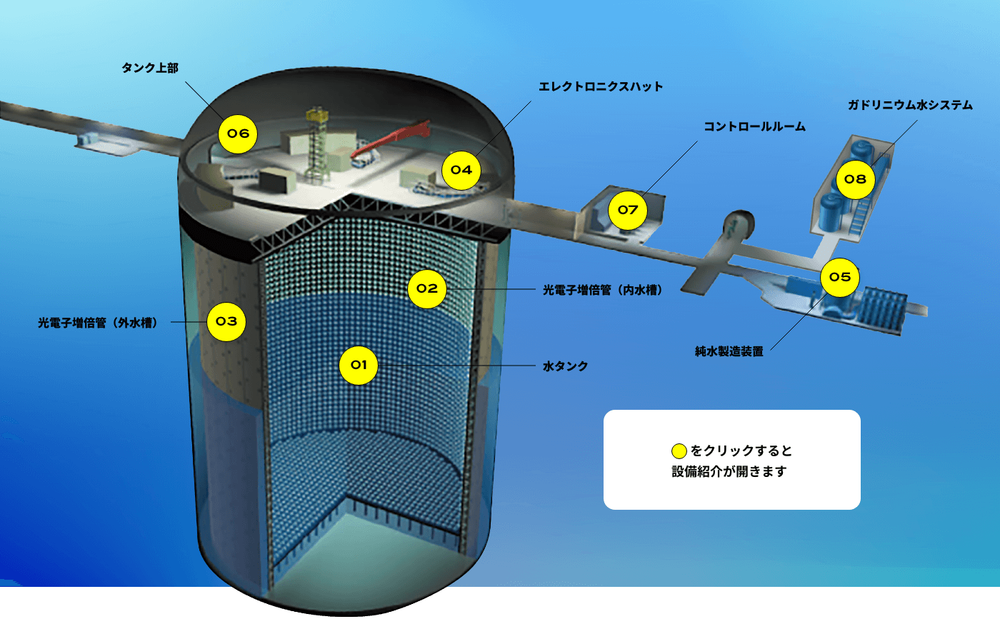 タンク上部
06
エレクトロニクスハット
04
コントロールルーム
07
ガドリニウム水システム
08
05
純水製造装置
02
光電子増倍管（内水槽）
光電子増倍管（外水槽）
03
01
水タンク
をクリックすると
設備紹介が開きます